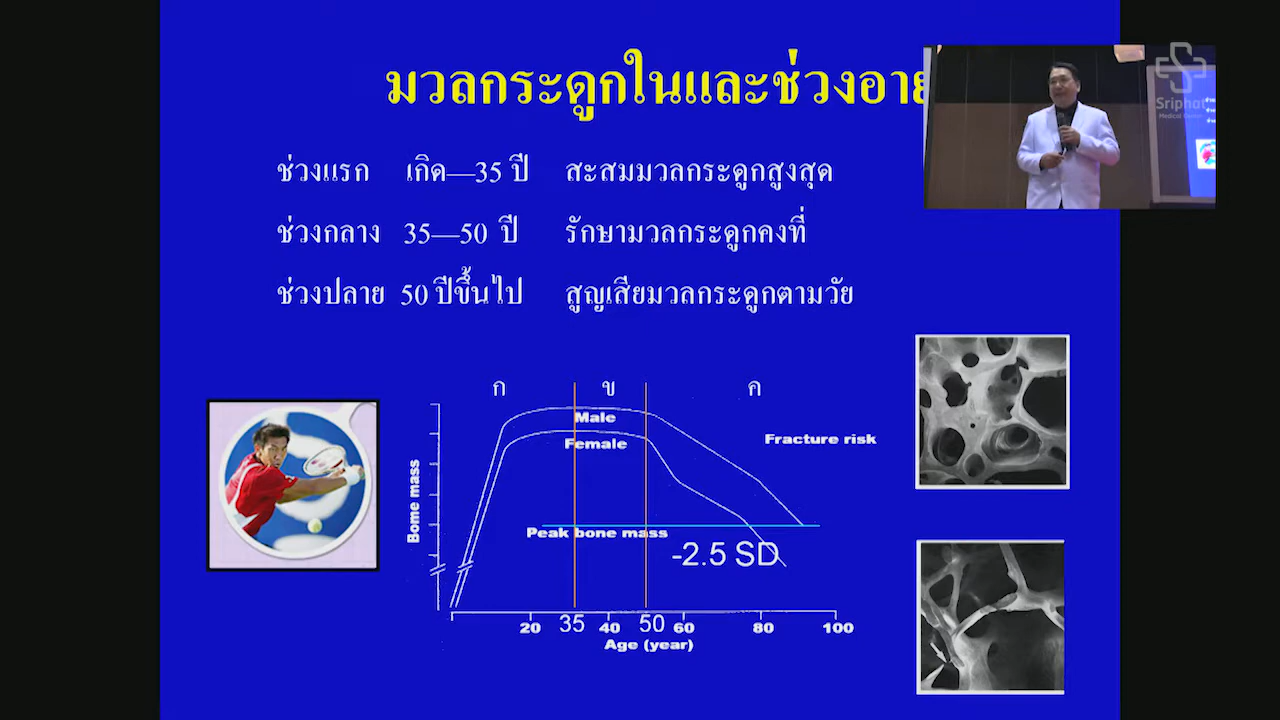 มวลกระดูกในและช่วงอาย
Sriphat
Medical Center
ช่วงแรก เกิด—35 ปี สะสมมวลกระดูกสูงสุด
ช่วงกลาง 35—50 ปี รักษามวลกระดูกคงที่
ช่วงปลาย 50 ปีขึ้นไป สูญเสียมวลกระดูกตามวัย
ก ข ค
Male
Female
Fracture risk
Bome mass
Peak bone mass
-2.5 SD
20 35 40 50 60 80 100
Age (year)